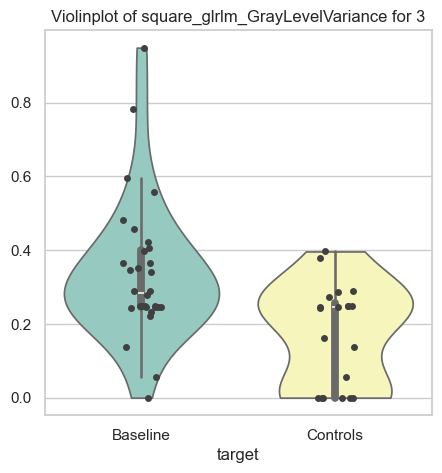 Violinplot of square_glrlm_GrayLevelVariance for 3
0.8
0.6
0.4
0.2
0.0
Baseline Controls
target